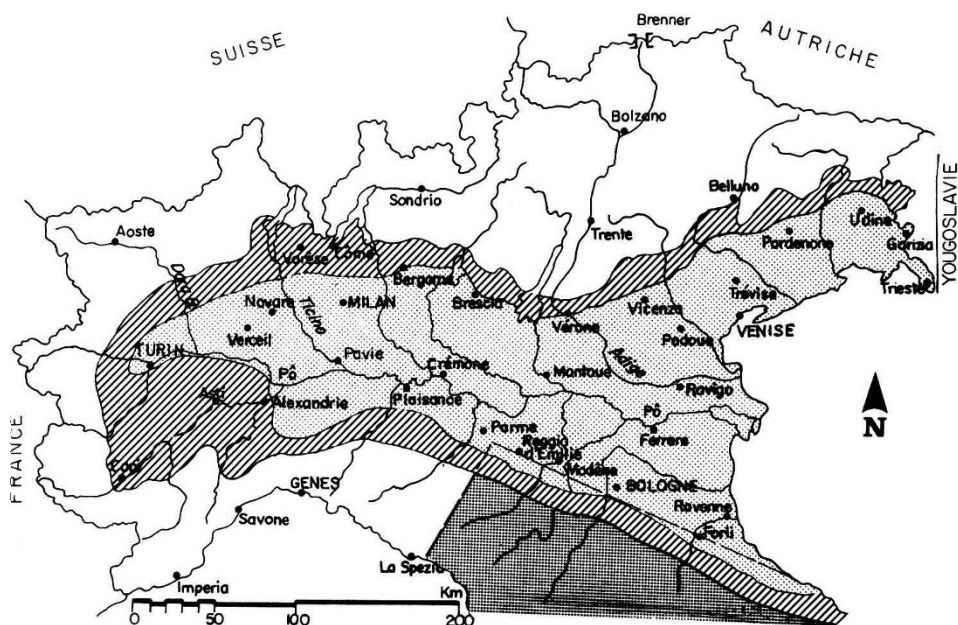 Brenner
SUISSE
AUTRICHE
Bolzano
Sondrio
Belluno
Trente
Aoste
Udine
Pordenone
Gorizia
YOUGOSLAVIE
Varèse
Côme
Bergame
Brescia
Trieste
Trévise
Vicenza
Novare
Ticino
MILAN
Vérone
VENISE
Verceil
Padoue
TURIN
Pavie
Crémone
Mantoue
Adige
Pô
Rovigo
Alexandrie
Plaisance
Pô
Parme
Ferrare
Reggio
d'Emilie
Modène
BOLOGNE
N
FRANCE
GENES
Ravenne
Savone
Forli
La Spezia
Imperia
Km
0 50 100 200